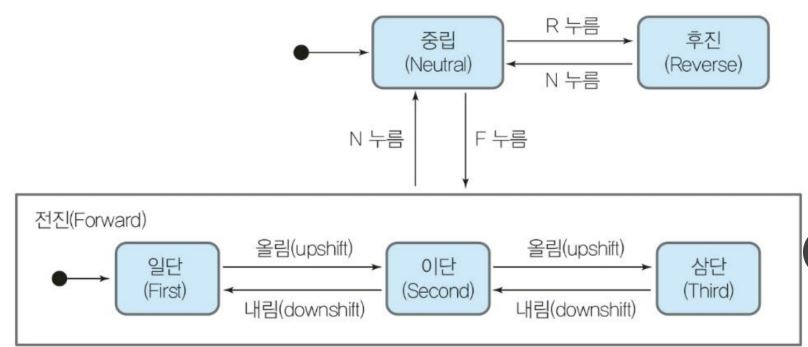 중립
(Neutral)
R 누름
후진
(Reverse)
N 누름
N 누름
F 누름
전진(Forward)
일단
(First)
올림(upshift)
내림(downshift)
이단
(Second)
올림(upshift)
내림(downshift)
삼단
(Third)